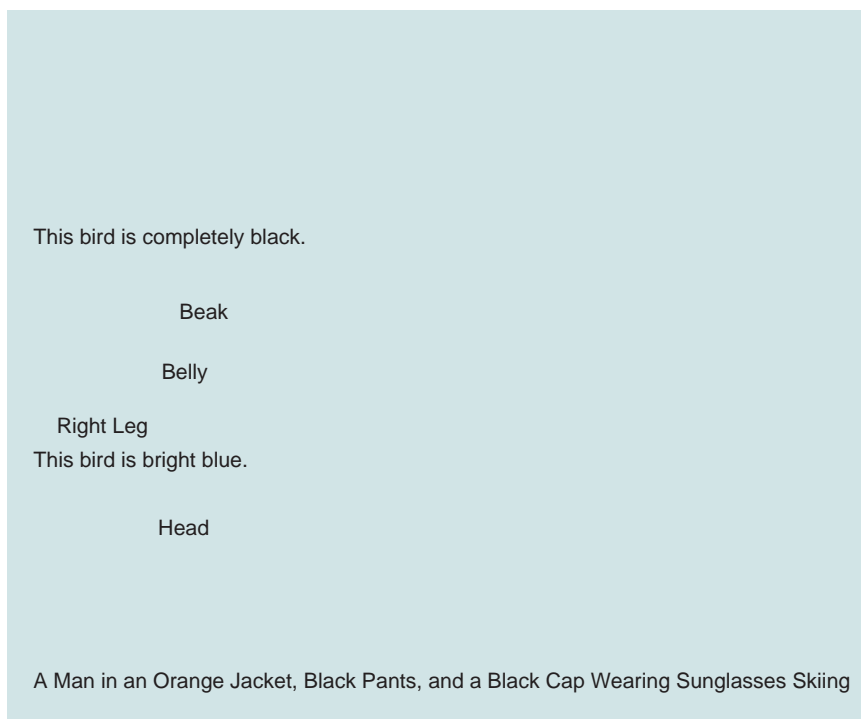 This bird is completely black.
Beak
Belly
Right Leg
This bird is bright blue.
Head
A Man in an Orange Jacket, Black Pants, and a Black Cap Wearing Sunglasses Skiing